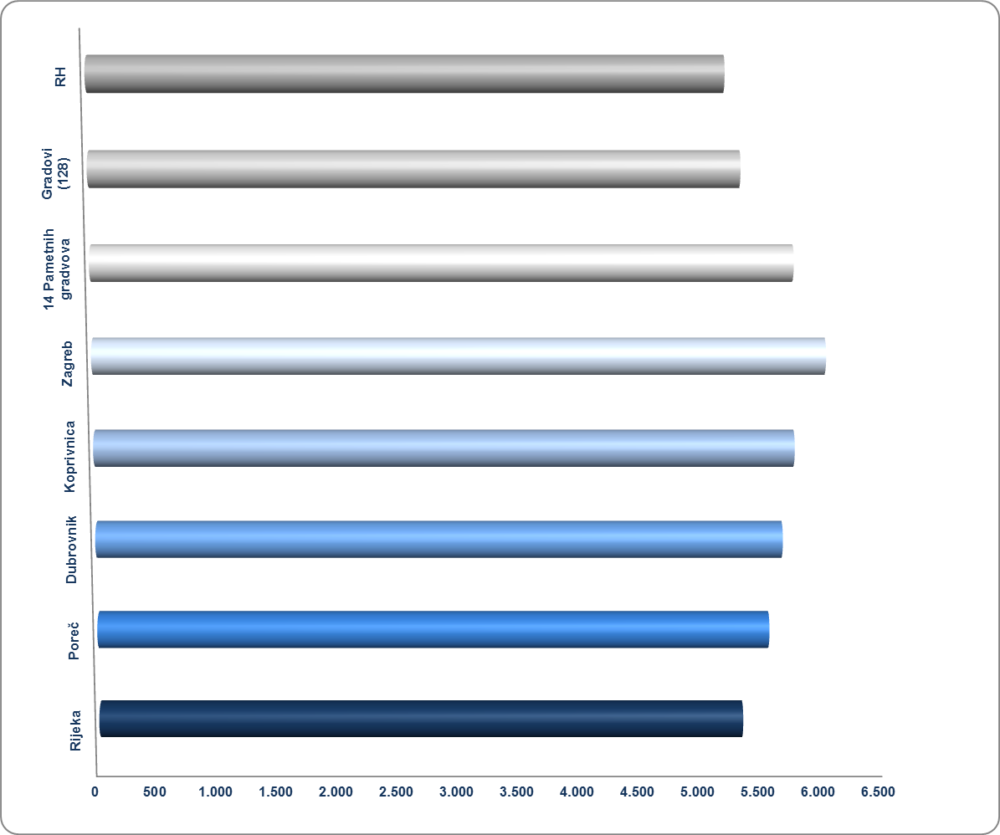 RH
Gradovi
(128)
14 Pametnih
gradvova
Zagreb
Koprivnica
Dubrovnik
Poreč
Rijeka
0 500 1.000 1.500 2.000 2.500 3.000 3.500 4.000 4.500 5.000 5.500 6.000 6.500